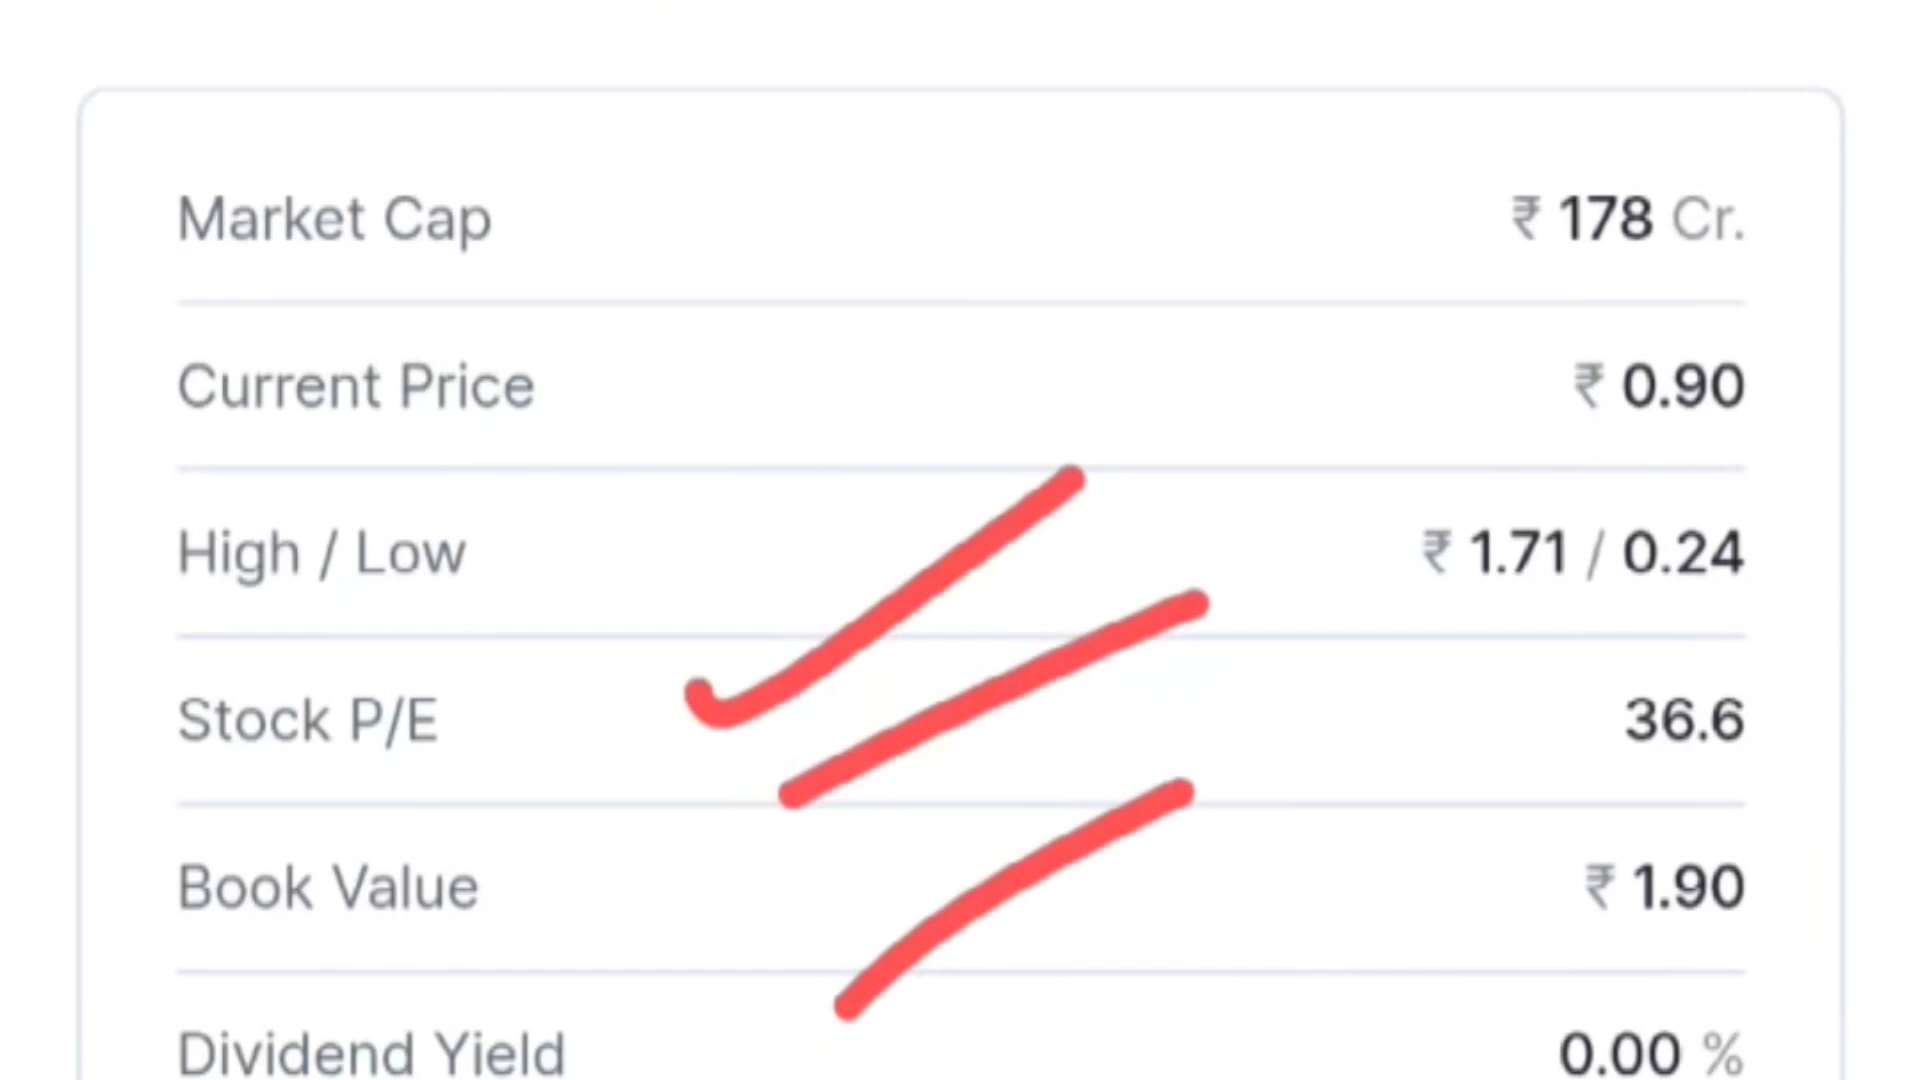 Market Cap ₹ 178 Cr.
Current Price ₹ 0.90
High / Low ₹ 1.71 / 0.24
Stock P/E 36.6
Book Value ₹ 1.90
Dividend Yield 0.00 %